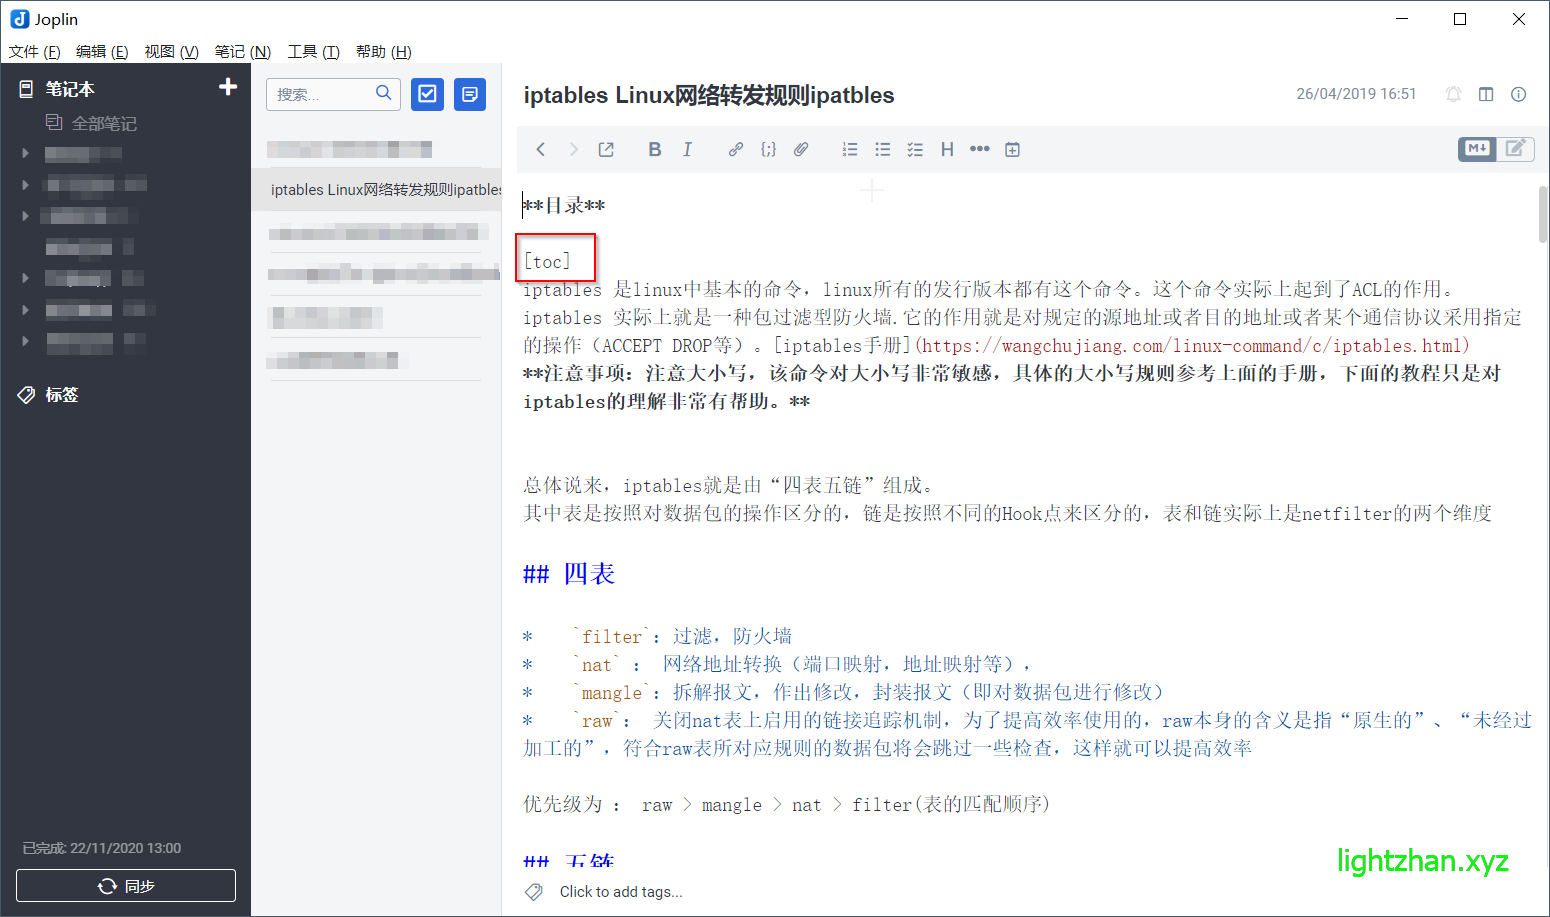 Joplin
文件 (F) 编辑 (E) 视图 (V) 笔记 (N) 工具 (T) 帮助 (H)
笔记本
全部笔记
标签
已完成: 22/11/2020 13:00
同步
搜索...
iptables Linux网络转发规则ipatbles
iptables Linux网络转发规则ipatbles
26/04/2019 16:51
B I {;} H •••
M↓
**目录**
[toc]
iptables 是linux中基本的命令，linux所有的发行版本都有这个命令。这个命令实际上起到了ACL的作用。
iptables 实际上就是一种包过滤型防火墙.它的作用就是对规定的源地址或者目的地址或者某个通信协议采用指定
的操作（ACCEPT DROP等）。[iptables手册](https://wangchujiang.com/linux-command/c/iptables.html)
**注意事项：注意大小写，该命令对大小写非常敏感，具体的大小写规则参考上面的手册，下面的教程只是对
iptables的理解非常有帮助。**
总体说来，iptables就是由“四表五链”组成。
其中表是按照对数据包的操作区分的，链是按照不同的Hook点来区分的，表和链实际上是netfilter的两个维度
## 四表
* `filter`：过滤，防火墙
* `nat` ： 网络地址转换（端口映射，地址映射等），
* `mangle`：拆解报文，作出修改，封装报文（即对数据包进行修改）
* `raw`： 关闭nat表上启用的链接追踪机制，为了提高效率使用的，raw本身的含义是指“原生的”、“未经过
加工的”，符合raw表所对应规则的数据包将会跳过一些检查，这样就可以提高效率
优先级为 ： raw > mangle > nat > filter(表的匹配顺序)
## 五链
lightzhan.xyz
Click to add tags...